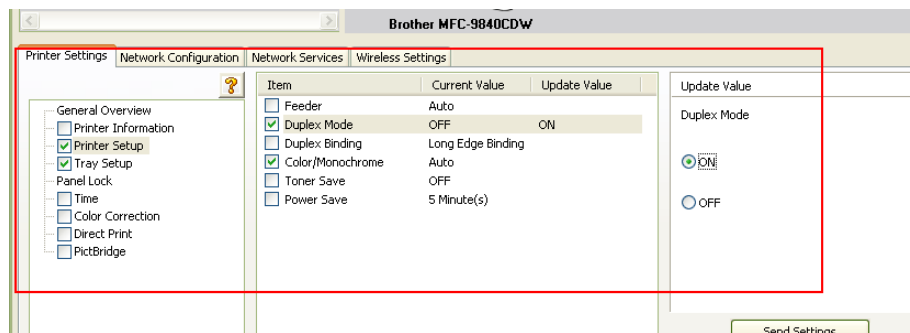 Brother MFC-9840CDW
Printer Settings Network Configuration Network Services Wireless Settings
?
General Overview
Printer Information
Printer Setup
Tray Setup
Panel Lock
Time
Color Correction
Direct Print
PictBridge
Item Current Value Update Value
Feeder Auto
Duplex Mode OFF ON
Duplex Binding Long Edge Binding
Color/Monochrome Auto
Toner Save OFF
Power Save 5 Minute(s)
Update Value
Duplex Mode
ON
OFF
Send Settings